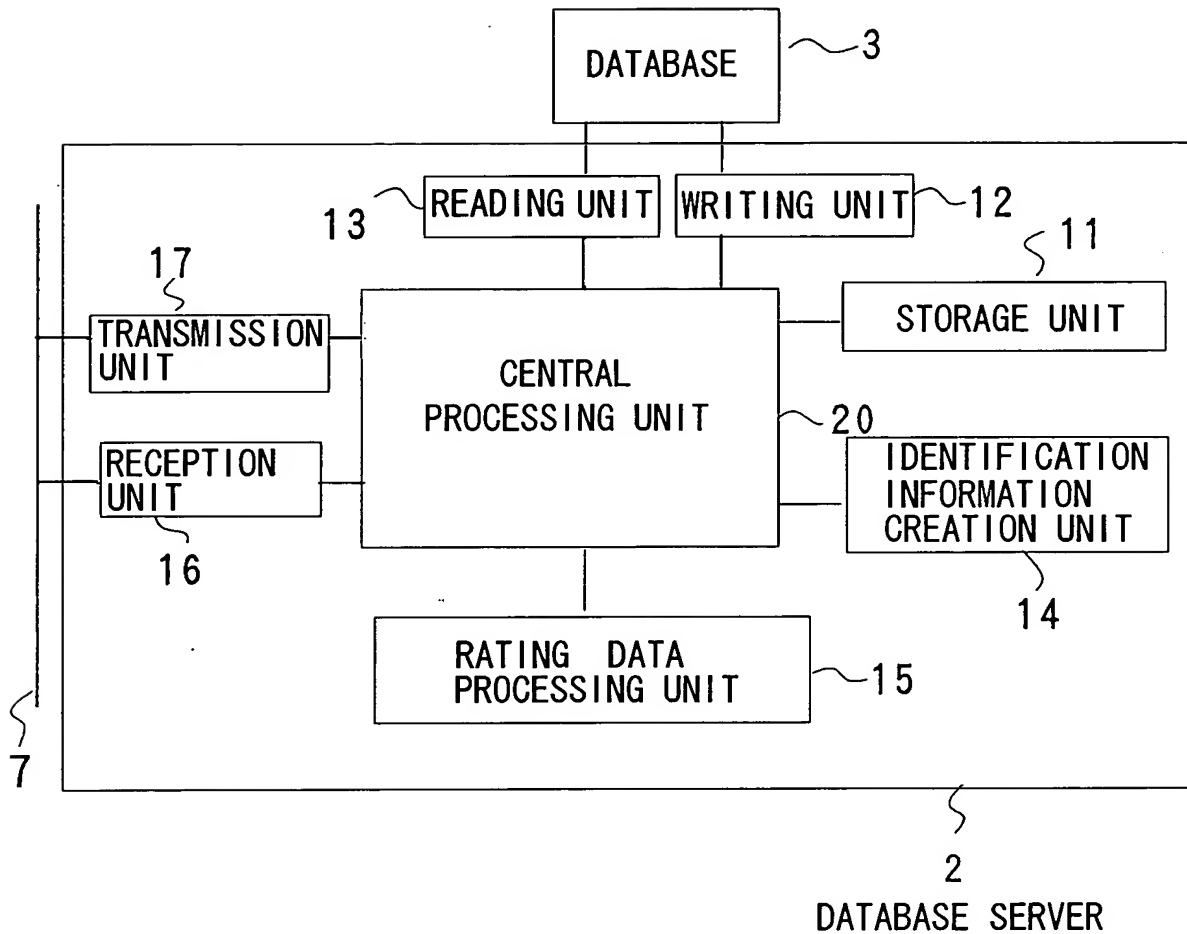 DATABASE
3
READING UNIT
13
WRITING UNIT
12
11
STORAGE UNIT
17
TRANSMISSION
UNIT
CENTRAL
PROCESSING UNIT
20
RECEPTION
UNIT
16
IDENTIFICATION
INFORMATION
CREATION UNIT
14
RATING DATA
PROCESSING UNIT
15
7
2
DATABASE SERVER